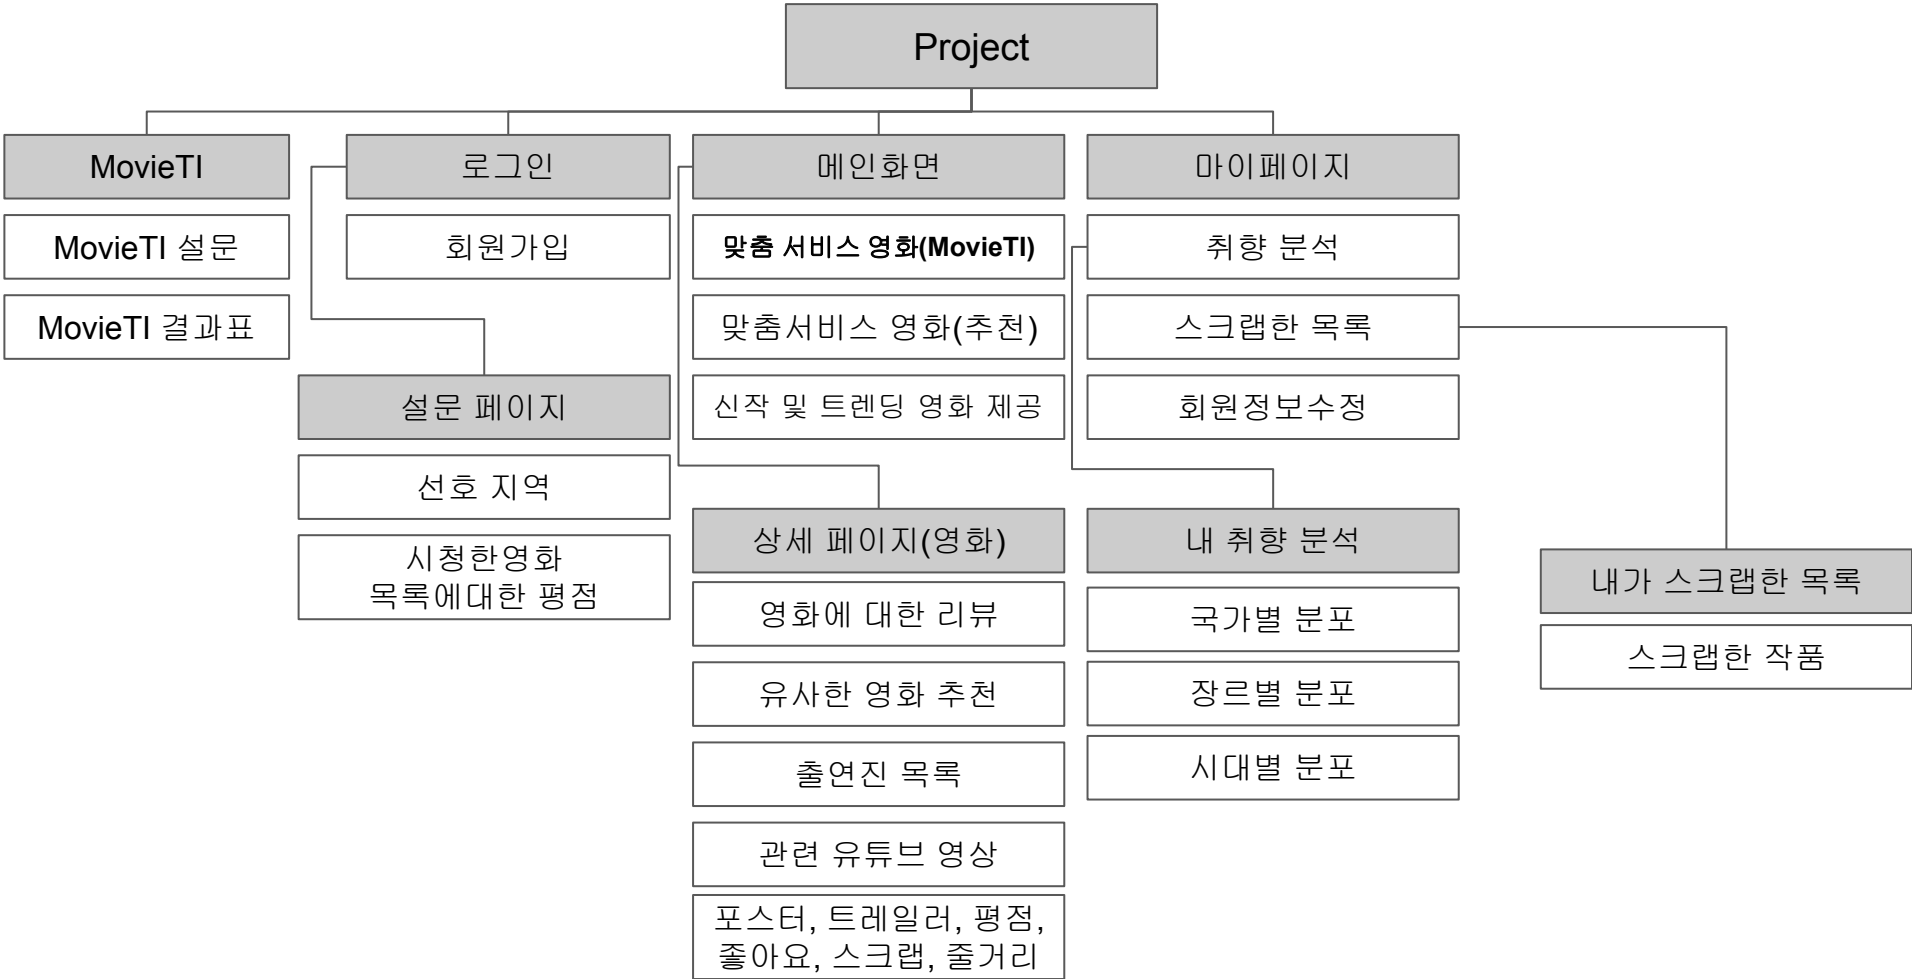 Project
MovieTI
MovieTI 설문
MovieTI 결과표
로그인
회원가입
설문 페이지
선호 지역
시청한영화
목록에대한 평점
메인화면
맞춤 서비스 영화(MovieTI)
맞춤서비스 영화(추천)
신작 및 트렌딩 영화 제공
상세 페이지(영화)
영화에 대한 리뷰
유사한 영화 추천
출연진 목록
관련 유튜브 영상
포스터, 트레일러, 평점,
좋아요, 스크랩, 줄거리
마이페이지
취향 분석
스크랩한 목록
회원정보수정
내 취향 분석
국가별 분포
장르별 분포
시대별 분포
내가 스크랩한 목록
스크랩한 작품